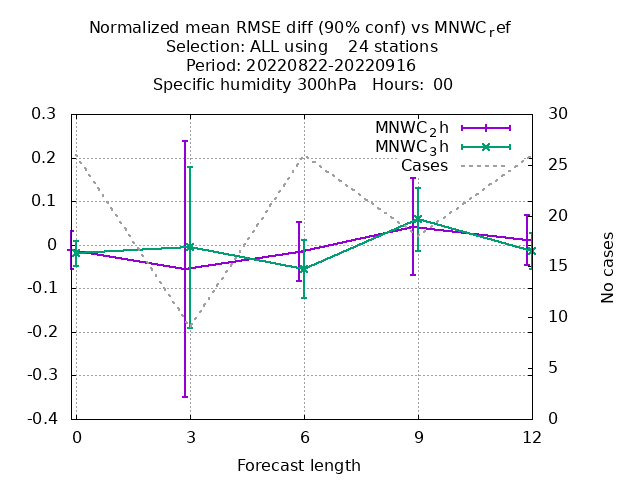 Normalized mean RMSE diff (90% conf) vs MNWC_ref
Selection: ALL using 24 stations
Period: 20220822-20220916
Specific humidity 300hPa Hours: 00
0.3
0.2
0.1
0
-0.1
-0.2
-0.3
-0.4
30
25
20
15
10
5
0
MNWC_2h
MNWC_3h
Cases
No cases
0 3 6 9 12
Forecast length